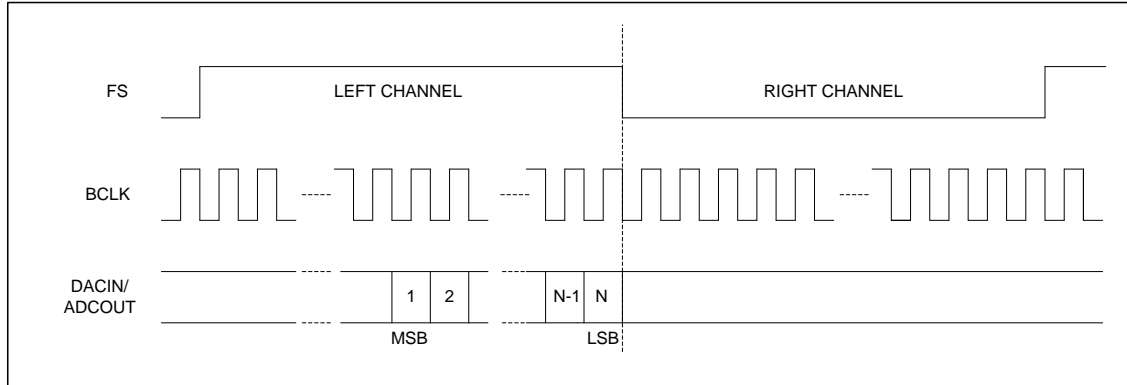 FS
LEFT CHANNEL
RIGHT CHANNEL
BCLK
DACIN/
ADCOUT
1
2
N-1
N
MSB
LSB